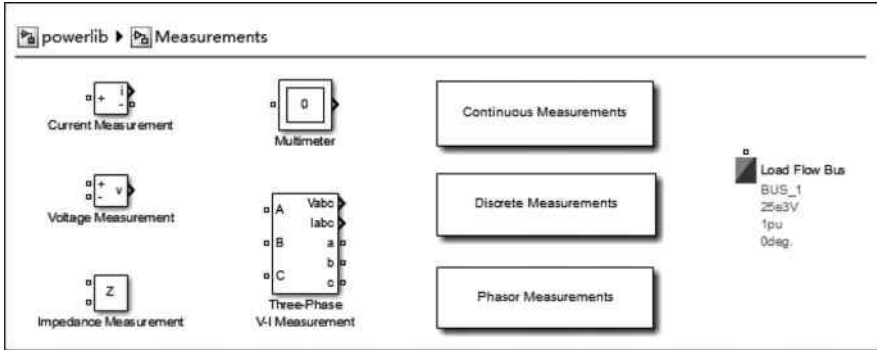 powerlib ▶ Measurements
i
+
-
Current Measurement
+
-
v
Voltage Measurement
Z
Impedance Measurement
0
Multimeter
A
B
C
Vabc
Iabc
a
b
c
Three-Phase
V-I Measurement
Continuous Measurements
Discrete Measurements
Phasor Measurements
Load Flow Bus
BUS_1
25e3V
1pu
0deg.